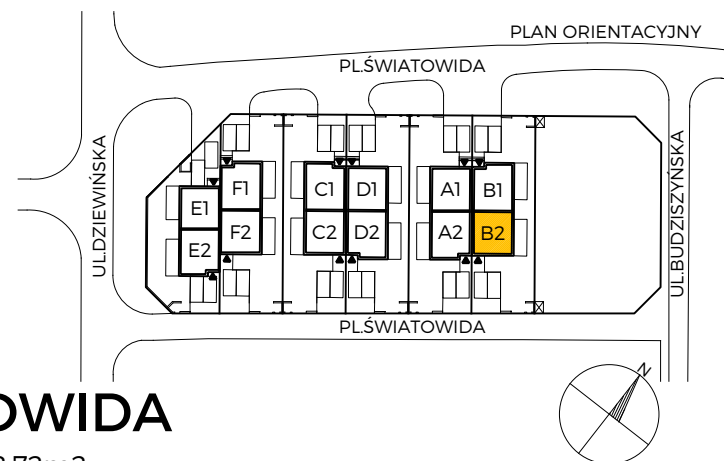 PLAN ORIENTACYJNY
PL.ŚWIATOWIDA
UL.DZIEWIŃSKA
UL.BUDZISZYŃSKA
F1 C1 D1 A1 B1
E1
F2 C2 D2 A2 B2
E2
PL.ŚWIATOWIDA
N
OWIDA